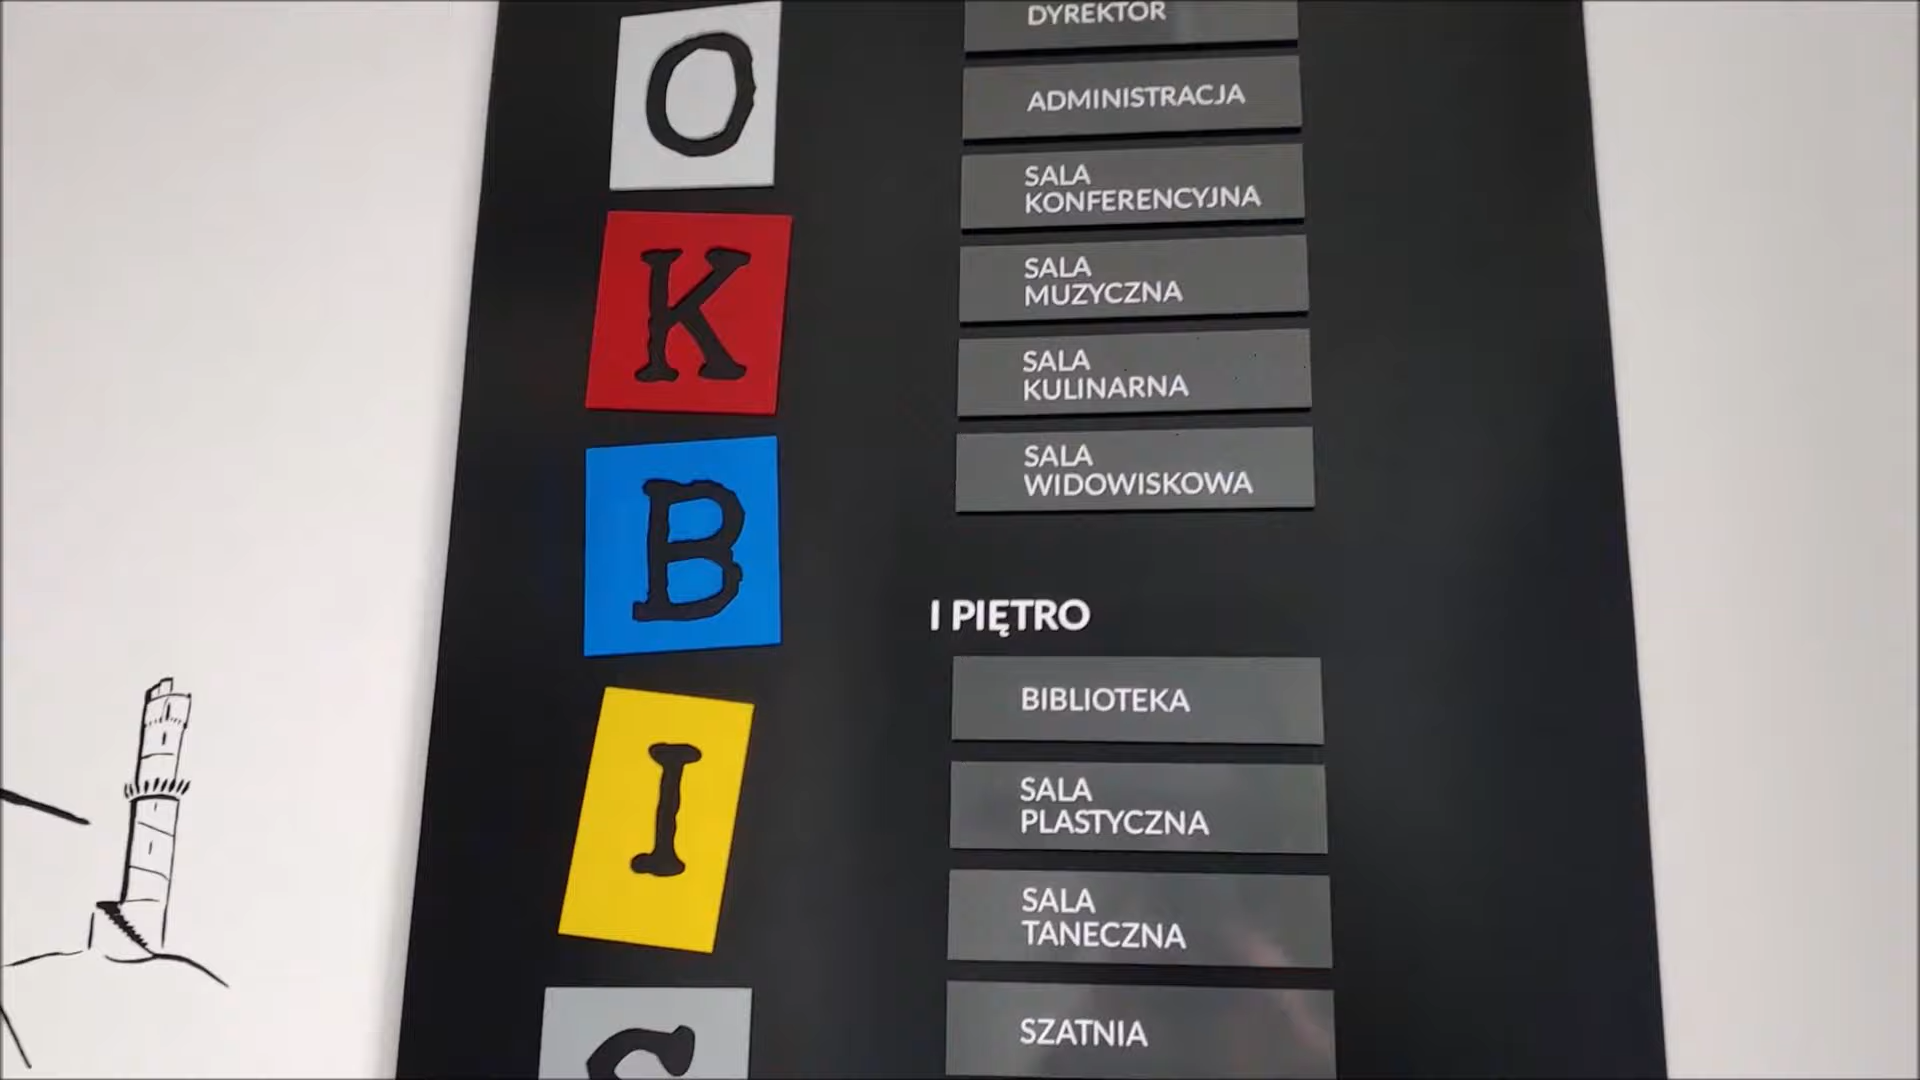 O
K
B
I
S
DYREKTOR
ADMINISTRACJA
SALA
KONFERENCYJNA
SALA
MUZYCZNA
SALA
KULINARNA
SALA
WIDOWISKOWA
I PIĘTRO
BIBLIOTEKA
SALA
PLASTYCZNA
SALA
TANECZNA
SZATNIA